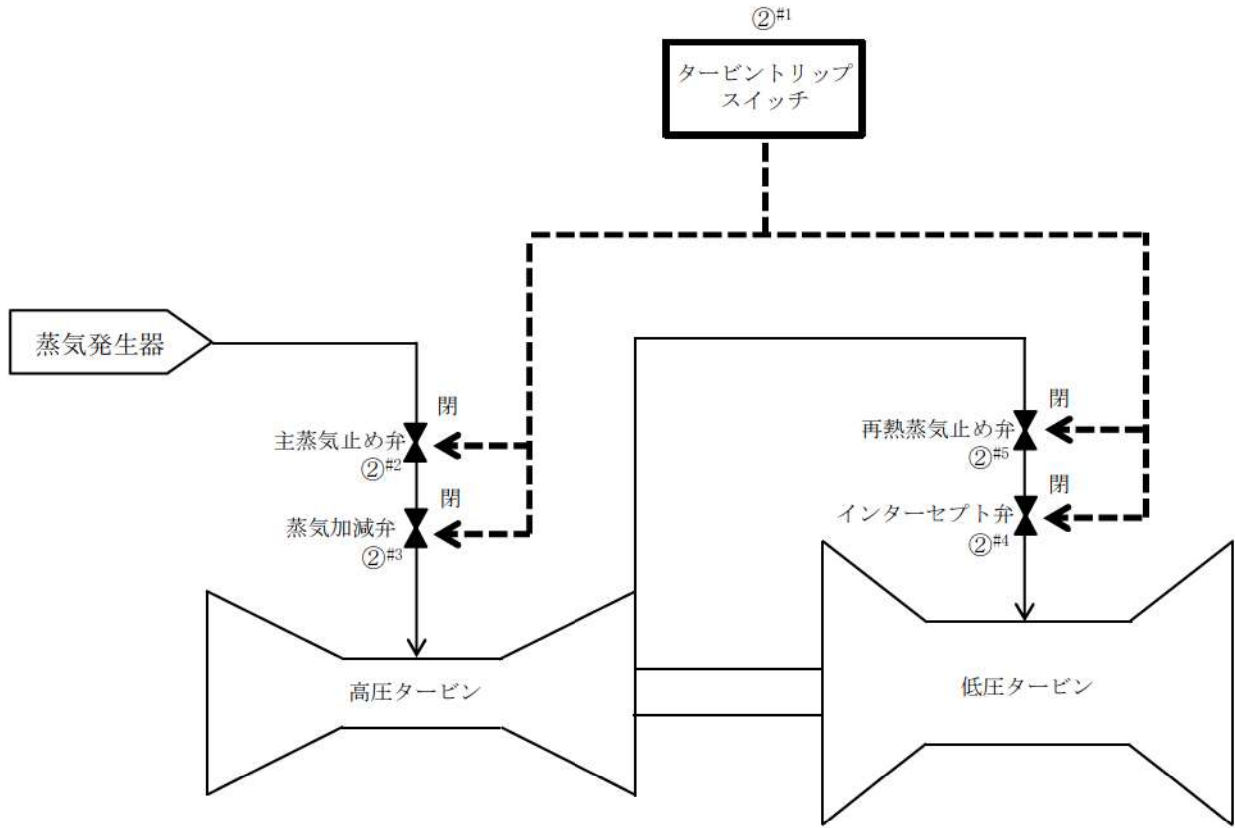 ②#1
タービントリップ
スイッチ
蒸気発生器
閉
主蒸気止め弁
②#2
閉
蒸気加減弁
②#3
閉
再熱蒸気止め弁
②#5
閉
インターセプト弁
②#4
高圧タービン
低圧タービン